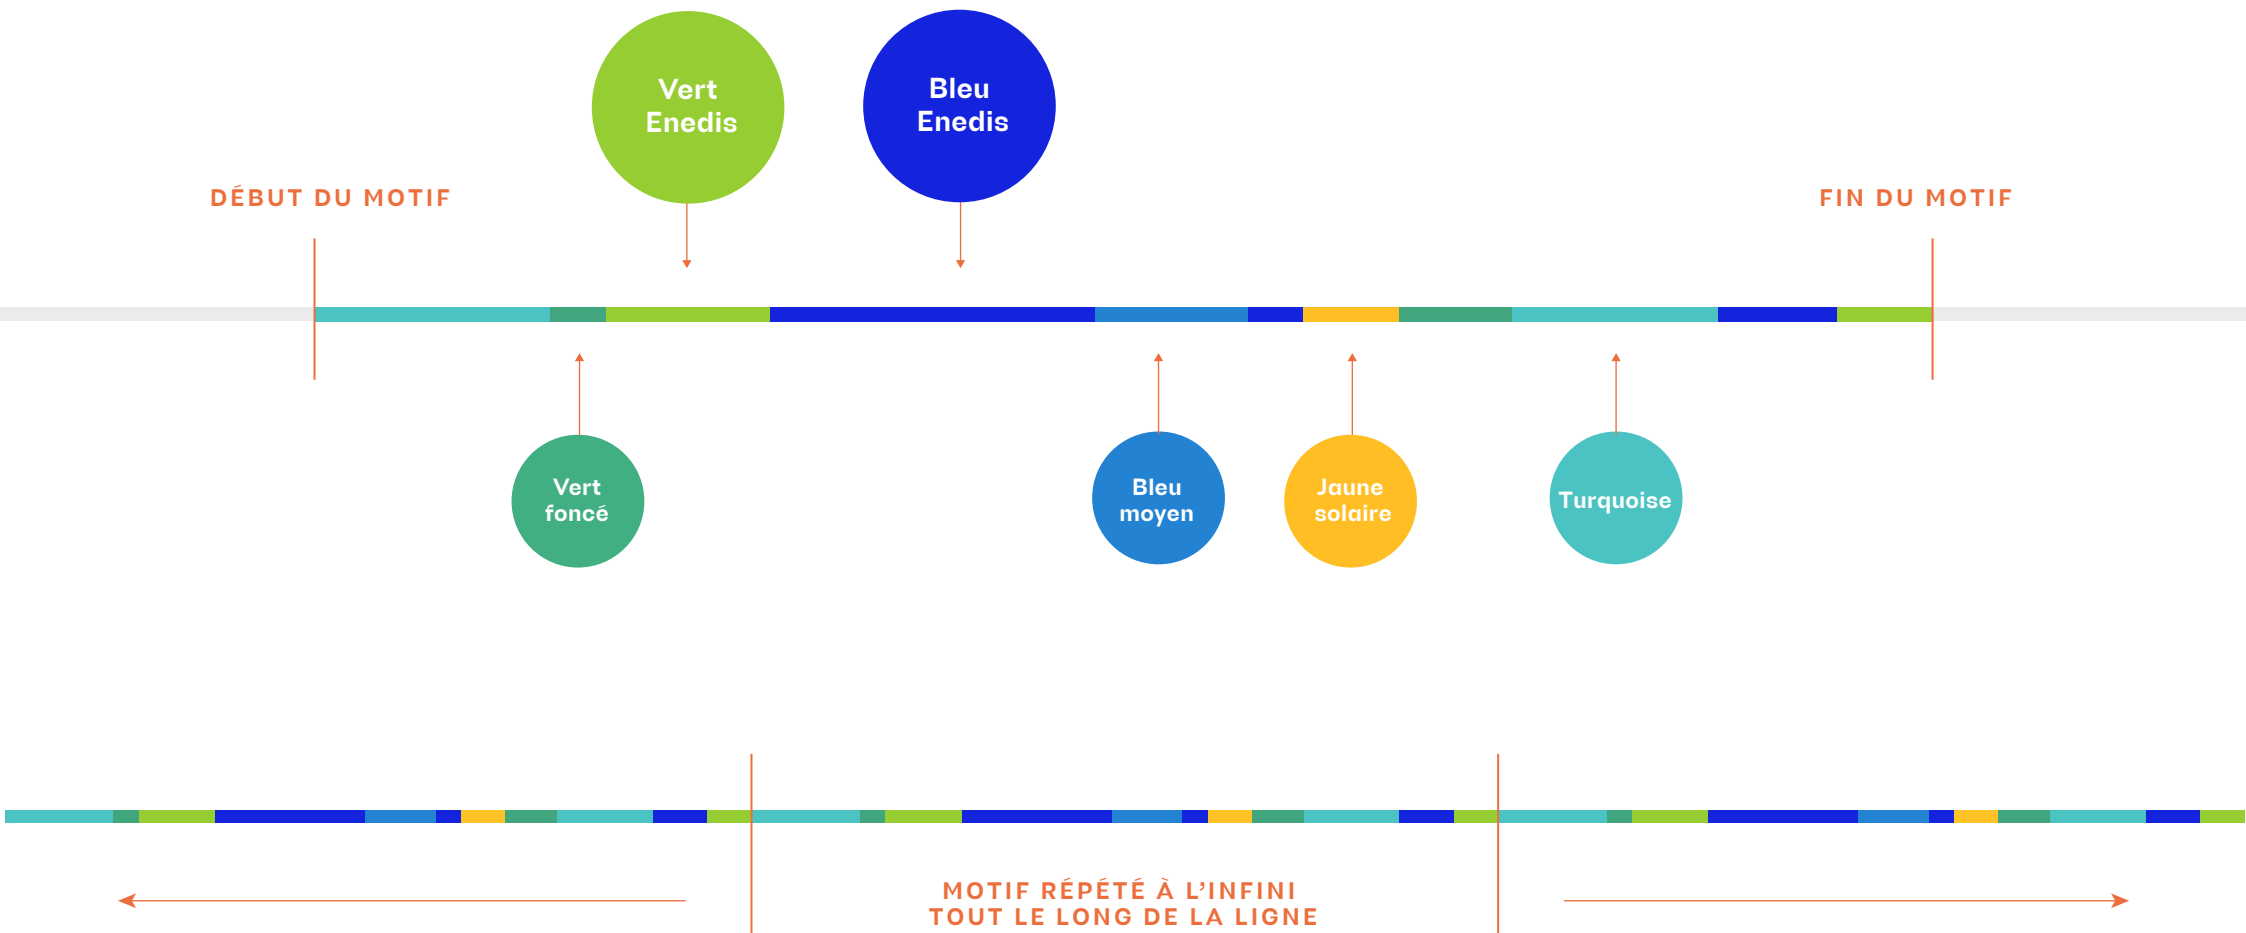 Vert
Enedis
Bleu
Enedis
DÉBUT DU MOTIF
FIN DU MOTIF
Vert
foncé
Bleu
moyen
Jaune
solaire
Turquoise
MOTIF RÉPÉTÉ À L’INFINI
TOUT LE LONG DE LA LIGNE